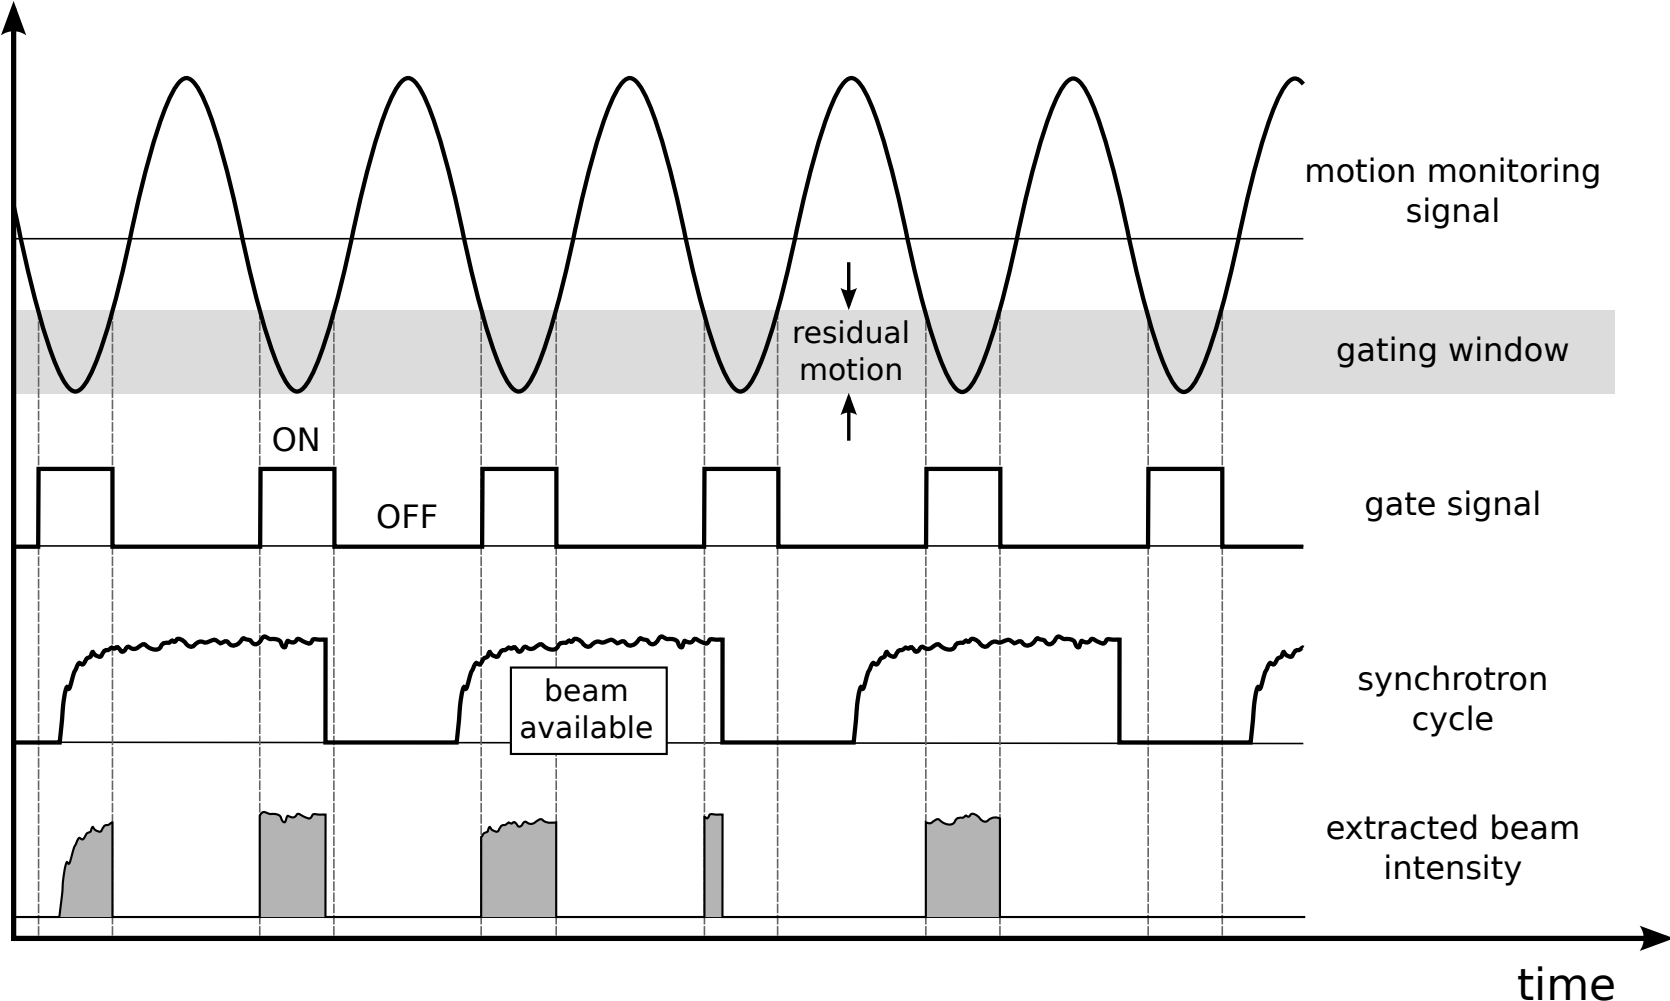 motion monitoring
signal
residual
motion
gating window
ON
OFF
gate signal
beam
available
synchrotron
cycle
extracted beam
intensity
time